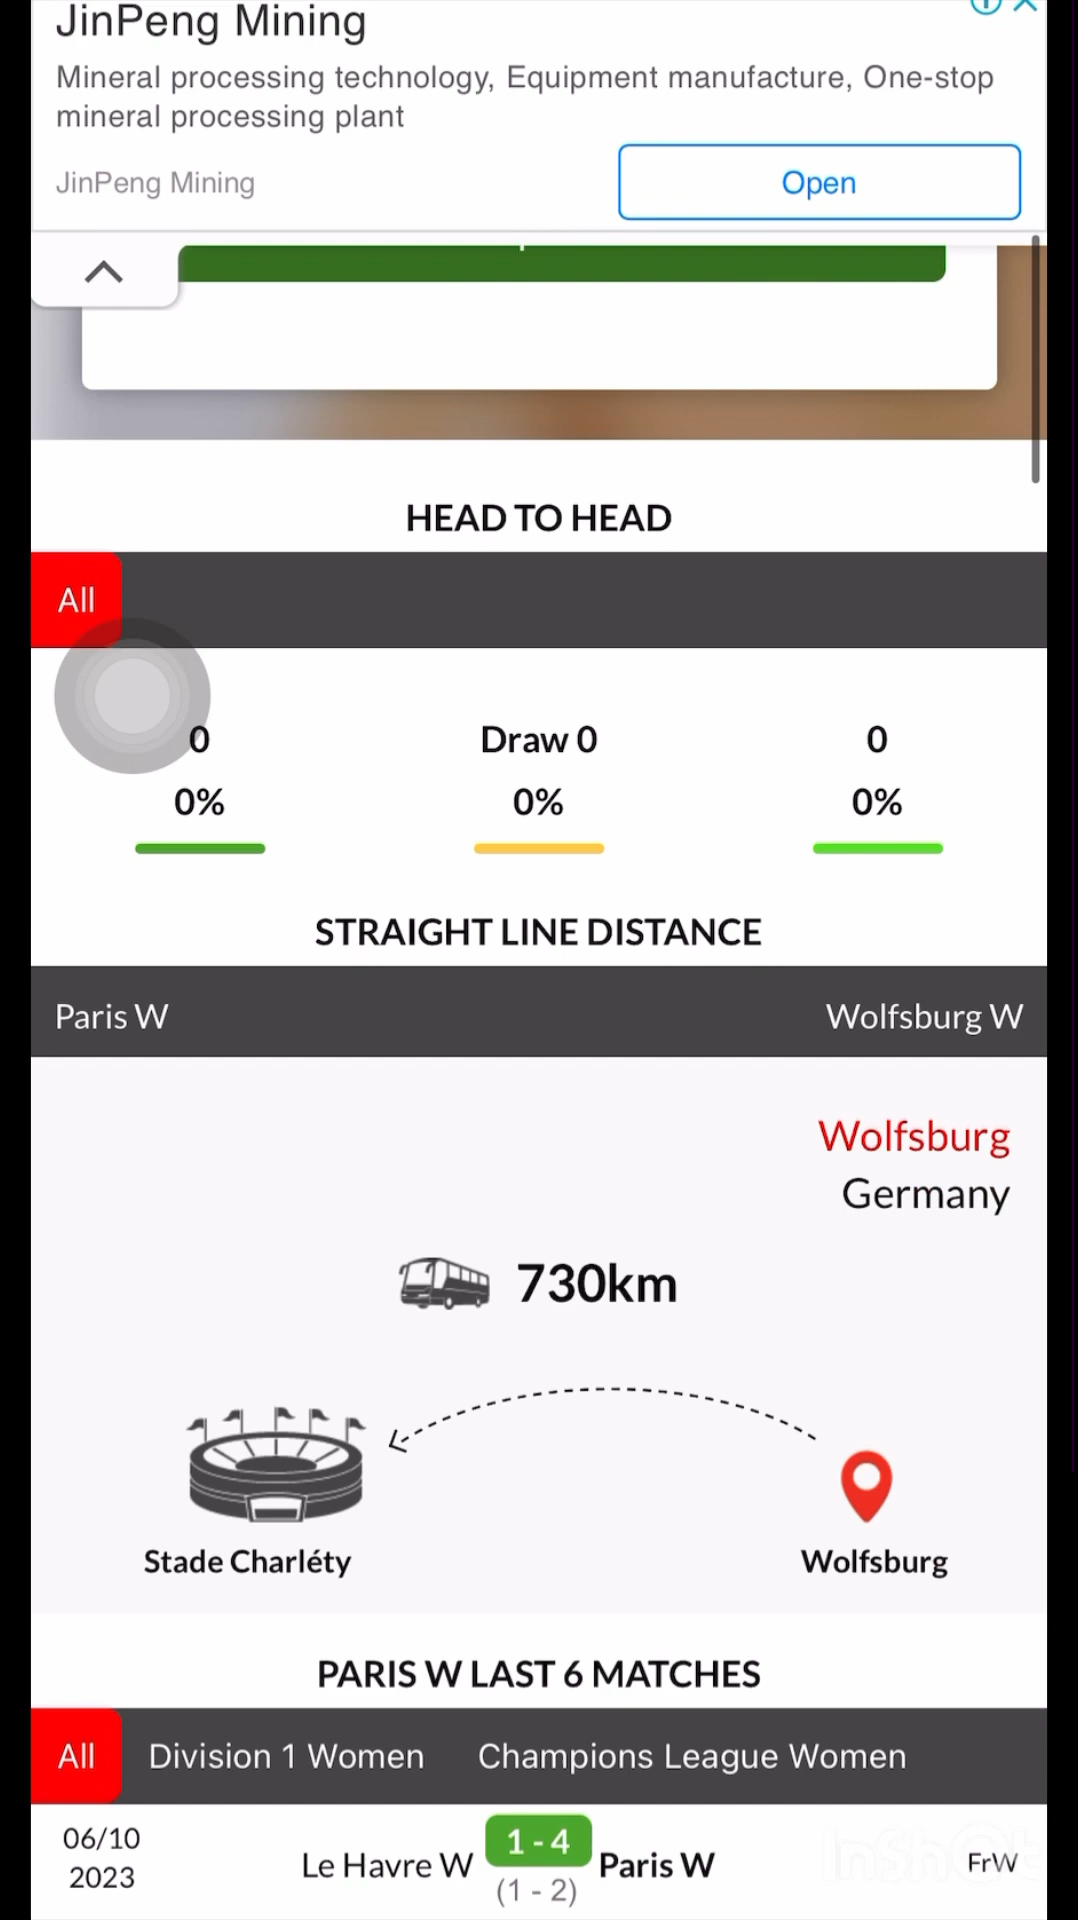 JinPeng Mining
Mineral processing technology, Equipment manufacture, One-stop
mineral processing plant
JinPeng Mining
Open
HEAD TO HEAD
All
0 Draw 0 0
0% 0% 0%
STRAIGHT LINE DISTANCE
Paris W Wolfsburg W
Wolfsburg
Germany
730km
Stade Charléty Wolfsburg
PARIS W LAST 6 MATCHES
All Division 1 Women Champions League Women
06/10
2023
Le Havre W 1 - 4 Paris W FrW
(1 - 2)
InShOt